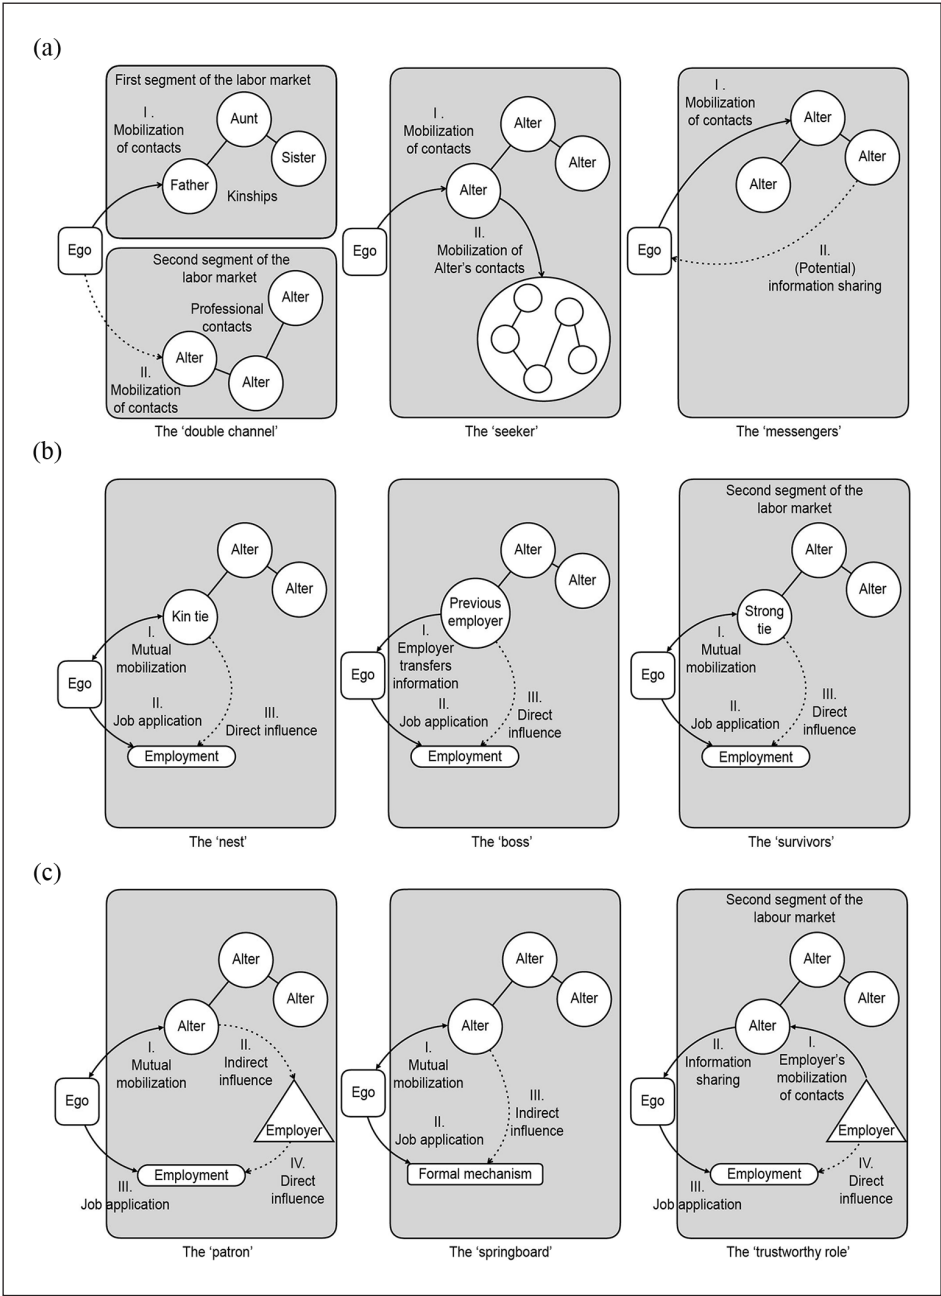 (a)
First segment of the labor market
I .
Mobilization
of contacts
Aunt
Sister
Father
Kinships
Ego
Second segment of the
labor market
Alter
Professional
contacts
Alter
Alter
II.
Mobilization
of contacts
The ‘double channel’
I .
Mobilization
of contacts
Alter
Alter
Alter
Ego
II.
Mobilization of
Alter’s contacts
The ‘seeker’
I .
Mobilization
of contacts
Alter
Alter
Alter
Ego
II.
(Potential)
information sharing
The ‘messengers’
(b)
Alter
Alter
Kin tie
I.
Mutual
mobilization
Ego
II.
Job application
III.
Direct influence
Employment
The ‘nest’
Alter
Alter
Previous
employer
I.
Employer
transfers
information
Ego
II.
Job application
III.
Direct
influence
Employment
The ‘boss’
Second segment of the
labor market
Alter
Alter
Strong
tie
I.
Mutual
mobilization
Ego
II.
Job application
III.
Direct
influence
Employment
The ‘survivors’
(c)
Alter
Alter
Alter
I.
Mutual
mobilization
II.
Indirect
influence
Ego
Employer
Employment
III.
Job application
IV.
Direct
influence
The ‘patron’
Alter
Alter
Alter
I.
Mutual
mobilization
Ego
II.
Job application
III.
Indirect
influence
Formal mechanism
The ‘springboard’
Second segment of the
labour market
Alter
Alter
Alter
II.
Information
sharing
I.
Employer’s
mobilization
of contacts
Ego
Employer
Employment
III.
Job application
IV.
Direct
influence
The ‘trustworthy role’